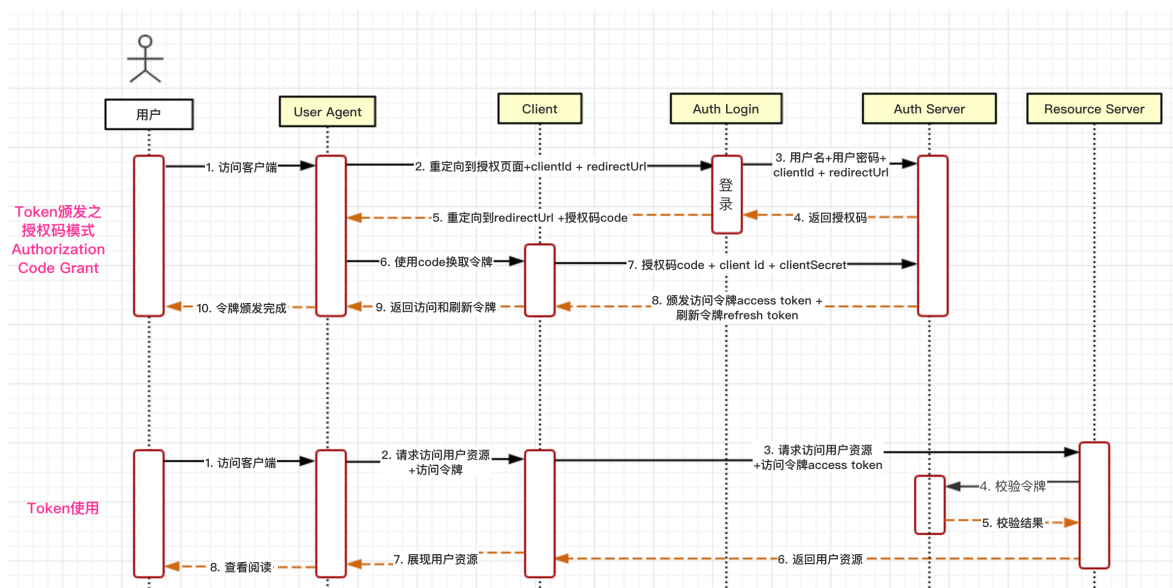 用户
User Agent
Client
Auth Login
Auth Server
Resource Server
Token颁发之
授权码模式
Authorization
Code Grant
1. 访问客户端
2. 重定向到授权页面+clientId + redirectUrl
登
录
3. 用户名+用户密码+
clientId + redirectUrl
4. 返回授权码
5. 重定向到redirectUrl +授权码code
6. 使用code换取令牌
7. 授权码code + client id + clientSecret
8. 颁发访问令牌access token +
刷新令牌refresh token
9. 返回访问和刷新令牌
10. 令牌颁发完成
Token使用
1. 访问客户端
2. 请求访问用户资源
+访问令牌
3. 请求访问用户资源
+访问令牌access token
4. 校验令牌
5. 校验结果
6. 返回用户资源
7. 展现用户资源
8. 查看阅读